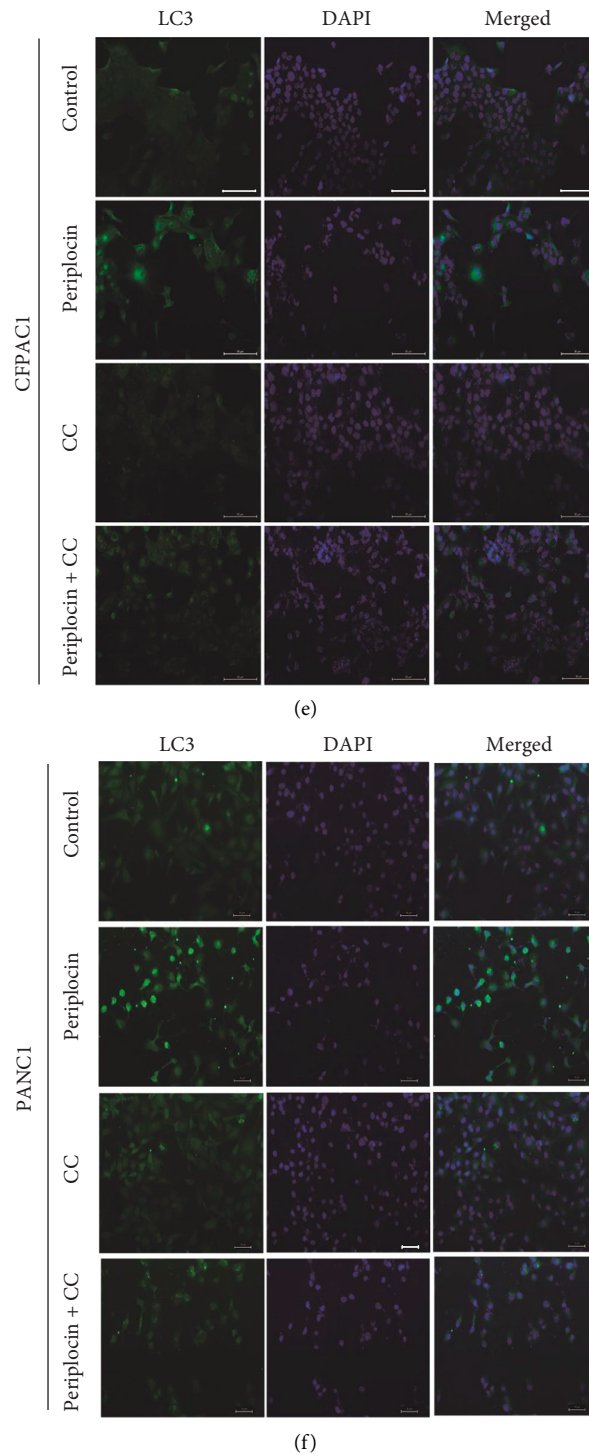 LC3 DAPI Merged
Control
Periplocin
CFPAC1
CC
Periplocin + CC
(e)
LC3 DAPI Merged
Control
Periplocin
PANC1
CC
Periplocin + CC
(f)